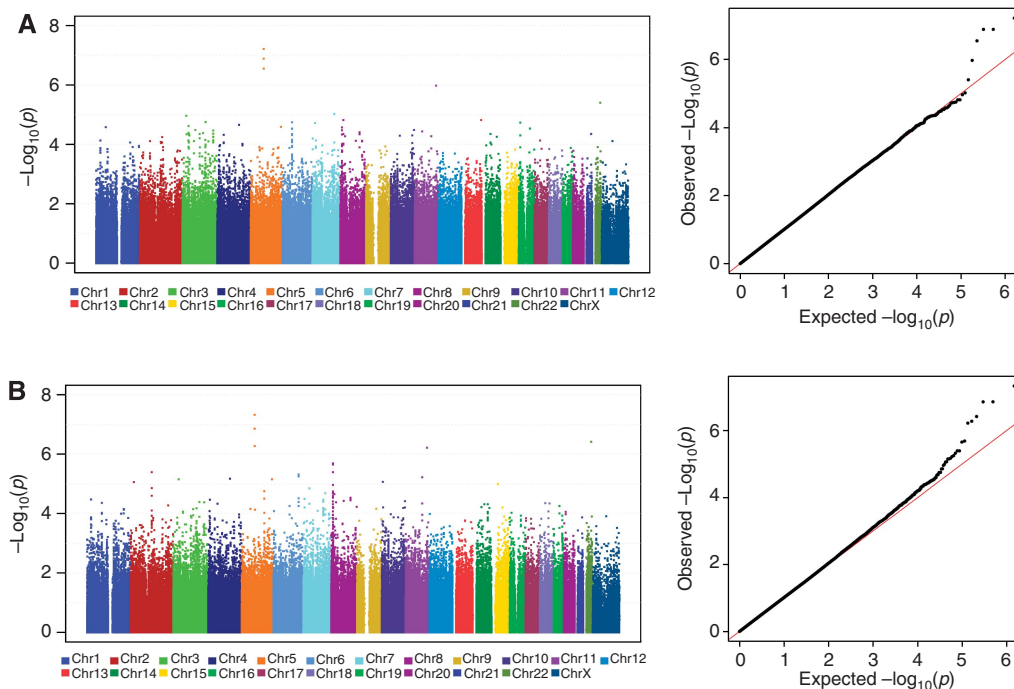 A
8
6
4
2
0
–Log10(p)
Chr1 Chr2 Chr3 Chr4 Chr5 Chr6 Chr7 Chr8 Chr9 Chr10 Chr11 Chr12
Chr13 Chr14 Chr15 Chr16 Chr17 Chr18 Chr19 Chr20 Chr21 Chr22 ChrX
6
4
2
0
Observed –Log10(p)
0 1 2 3 4 5 6
Expected –log10(p)
B
8
6
4
2
0
–Log10(p)
Chr1 Chr2 Chr3 Chr4 Chr5 Chr6 Chr7 Chr8 Chr9 Chr10 Chr11 Chr12
Chr13 Chr14 Chr15 Chr16 Chr17 Chr18 Chr19 Chr20 Chr21 Chr22 ChrX
6
4
2
0
Observed –Log10(p)
0 1 2 3 4 5 6
Expected –log10(p)